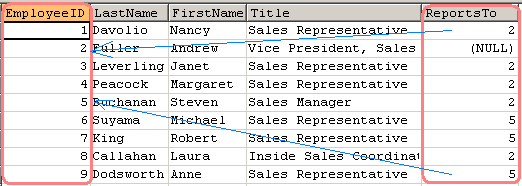 EmployeeID LastName FirstName Title ReportsTo
1 Davolio Nancy Sales Representative 2
2 Fuller Andrew Vice President, Sales (NULL)
3 Leverling Janet Sales Representative 2
4 Peacock Margaret Sales Representative 2
5 Buchanan Steven Sales Manager 2
6 Suyama Michael Sales Representative 5
7 King Robert Sales Representative 5
8 Callahan Laura Inside Sales Coordinat 2
9 Dodsworth Anne Sales Representative 5